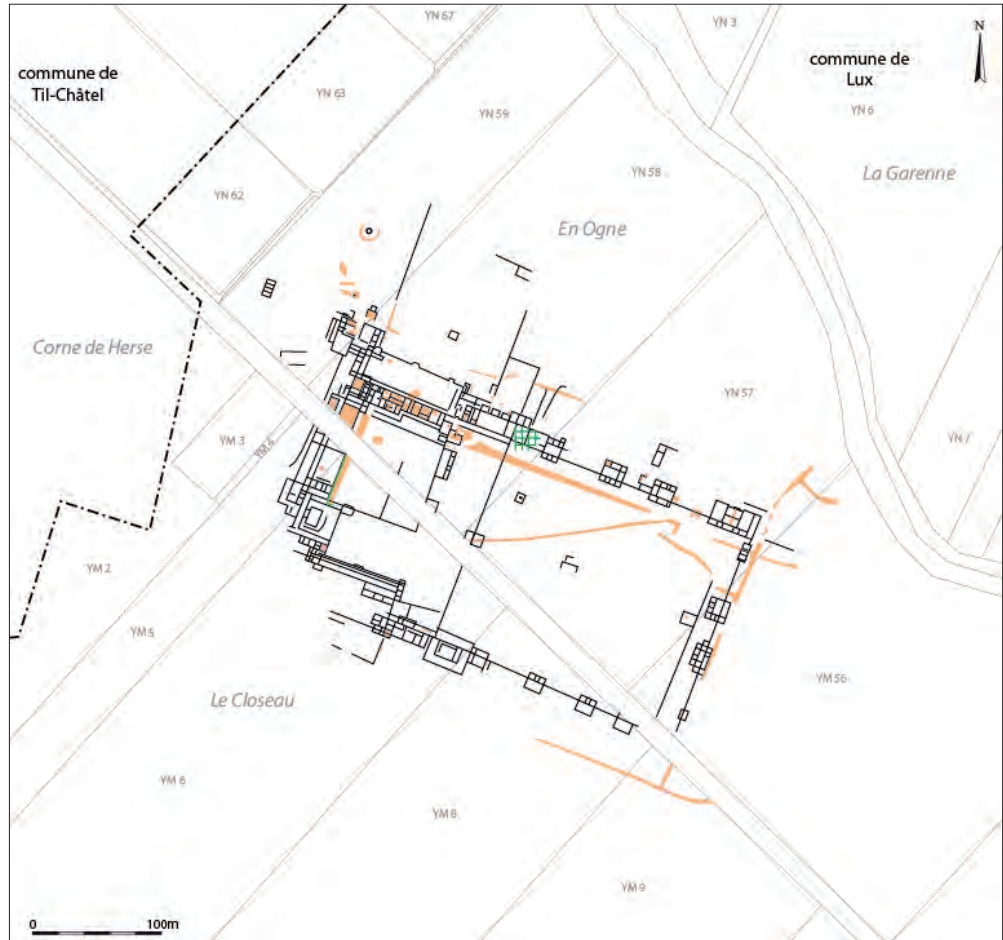 YN 67
YN 3
N
commune de
Til-Châtel
commune de
Lux
YN 63
YN 59
YN 6
YN 58
La Garenne
YN 62
En Ogne
Corne de Herse
YN 57
YM 3
YM 4
YN 7
YM 2
YM 5
YM 56
Le Closeau
YM 6
YM 8
YM 9
0 100m